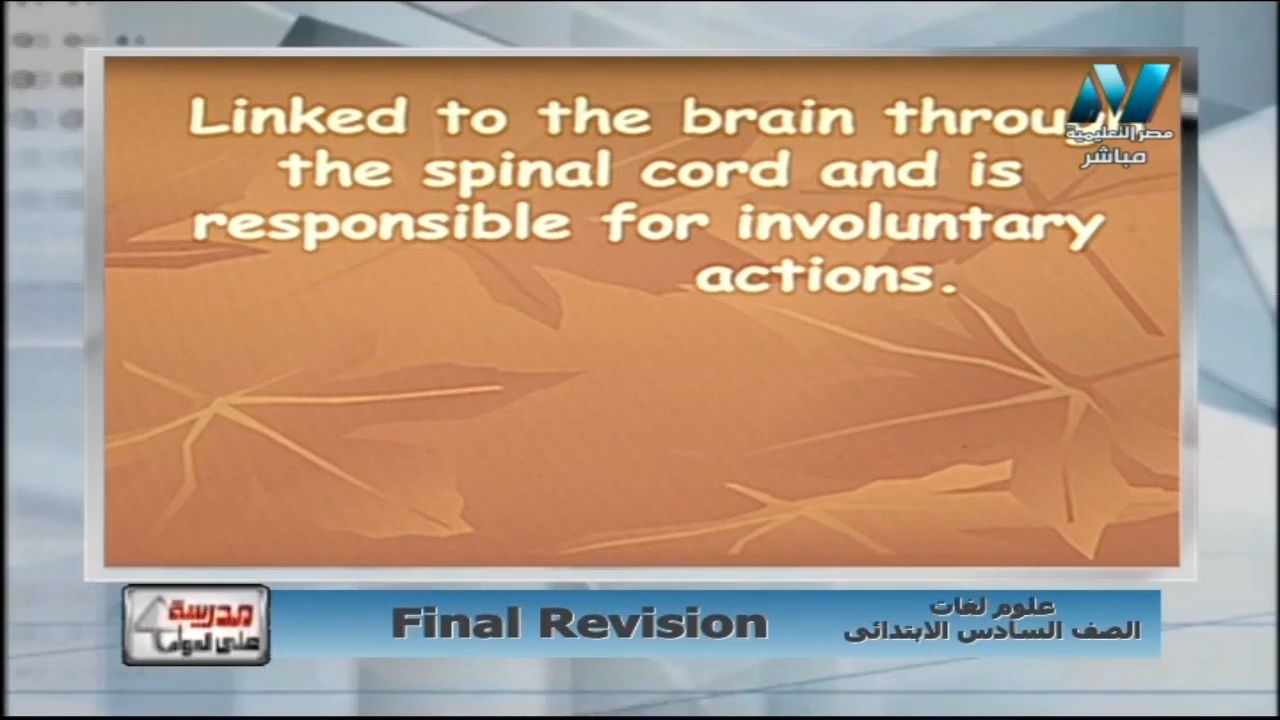 Linked to the brain through
the spinal cord and is
responsible for involuntary
actions.
مصر التعليمية
مباشر
مدرسة
على الهواء
Final Revision
علوم لغات
الصف السادس الابتدائى